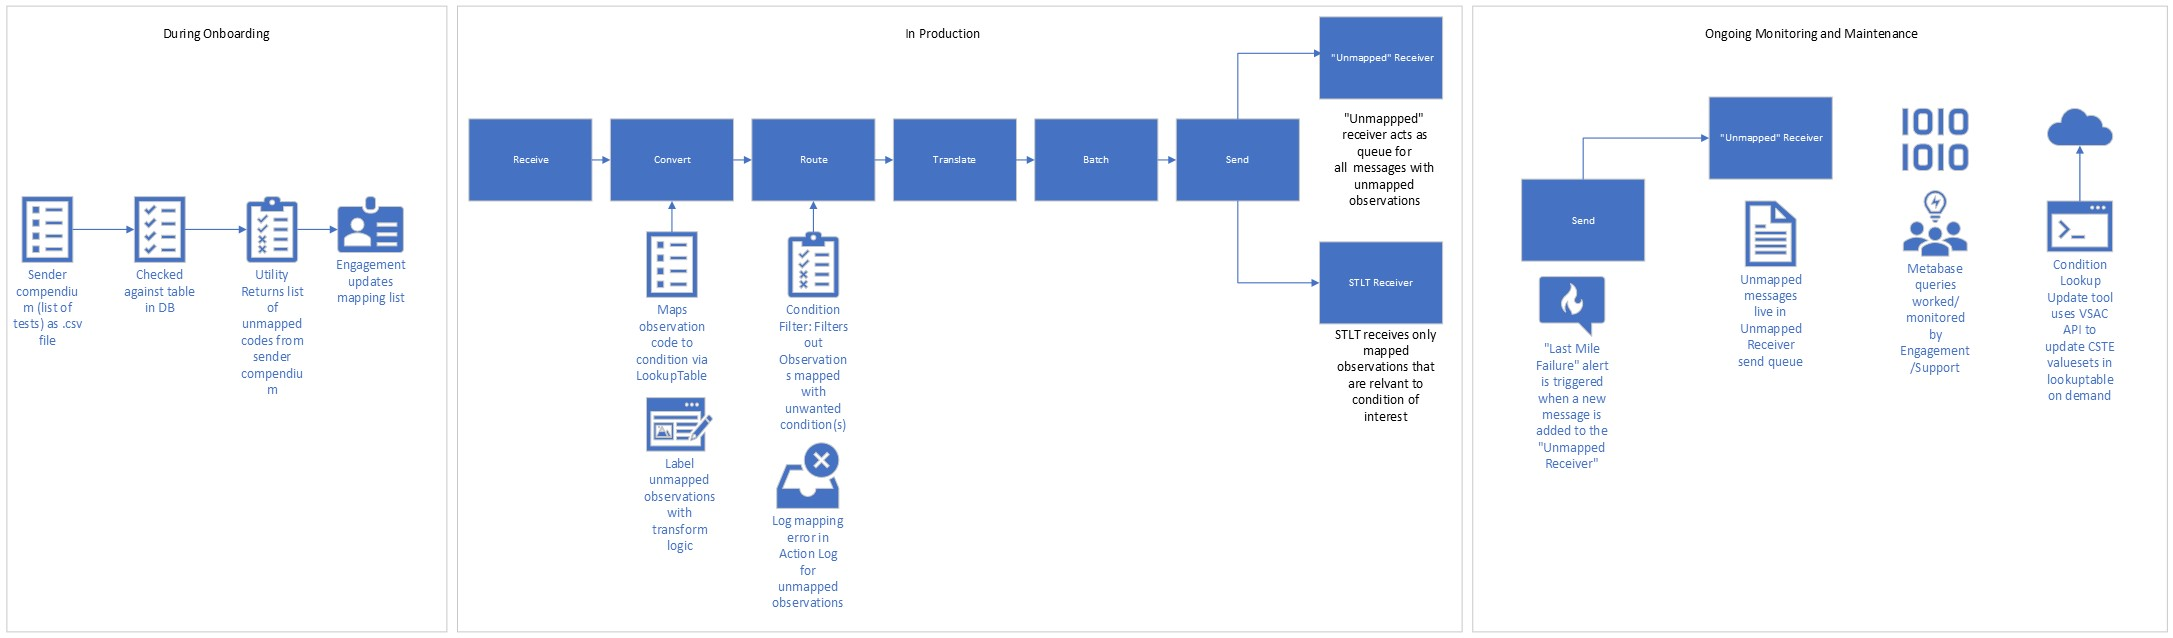 During Onboarding
Sender
compendiu
m (list of
tests) as .csv
file
Checked
against table
in DB
Utility
Returns list
of
unmapped
codes from
sender
compendiu
m
Engagement
updates
mapping list
In Production
Receive
Convert
Route
Translate
Batch
Send
"Unmapped" Receiver
"Unmappped"
receiver acts as
queue for
all messages with
unmapped
observations
STLT Receiver
STLT receives only
mapped
observations that
are relvant to
condition of
interest
Maps
observation
code to
condition via
LookupTable
Label
unmapped
observations
with
transform
logic
Condition
Filter: Filters
out
Observation
s mapped
with
unwanted
condition(s)
Log mapping
error in
Action Log
for
unmapped
observations
Ongoing Monitoring and Maintenance
Send
"Last Mile
Failure" alert
is triggered
when a new
message is
added to the
"Unmapped
Receiver"
"Unmapped" Receiver
Unmapped
messages
live in
Unmapped
Receiver
send queue
IOIO
IOIO
Metabase
queries
worked/
monitored
by
Engagement
/Support
Condition
Lookup
Update tool
uses VSAC
API to
update CSTE
valuesets in
lookuptable
on demand